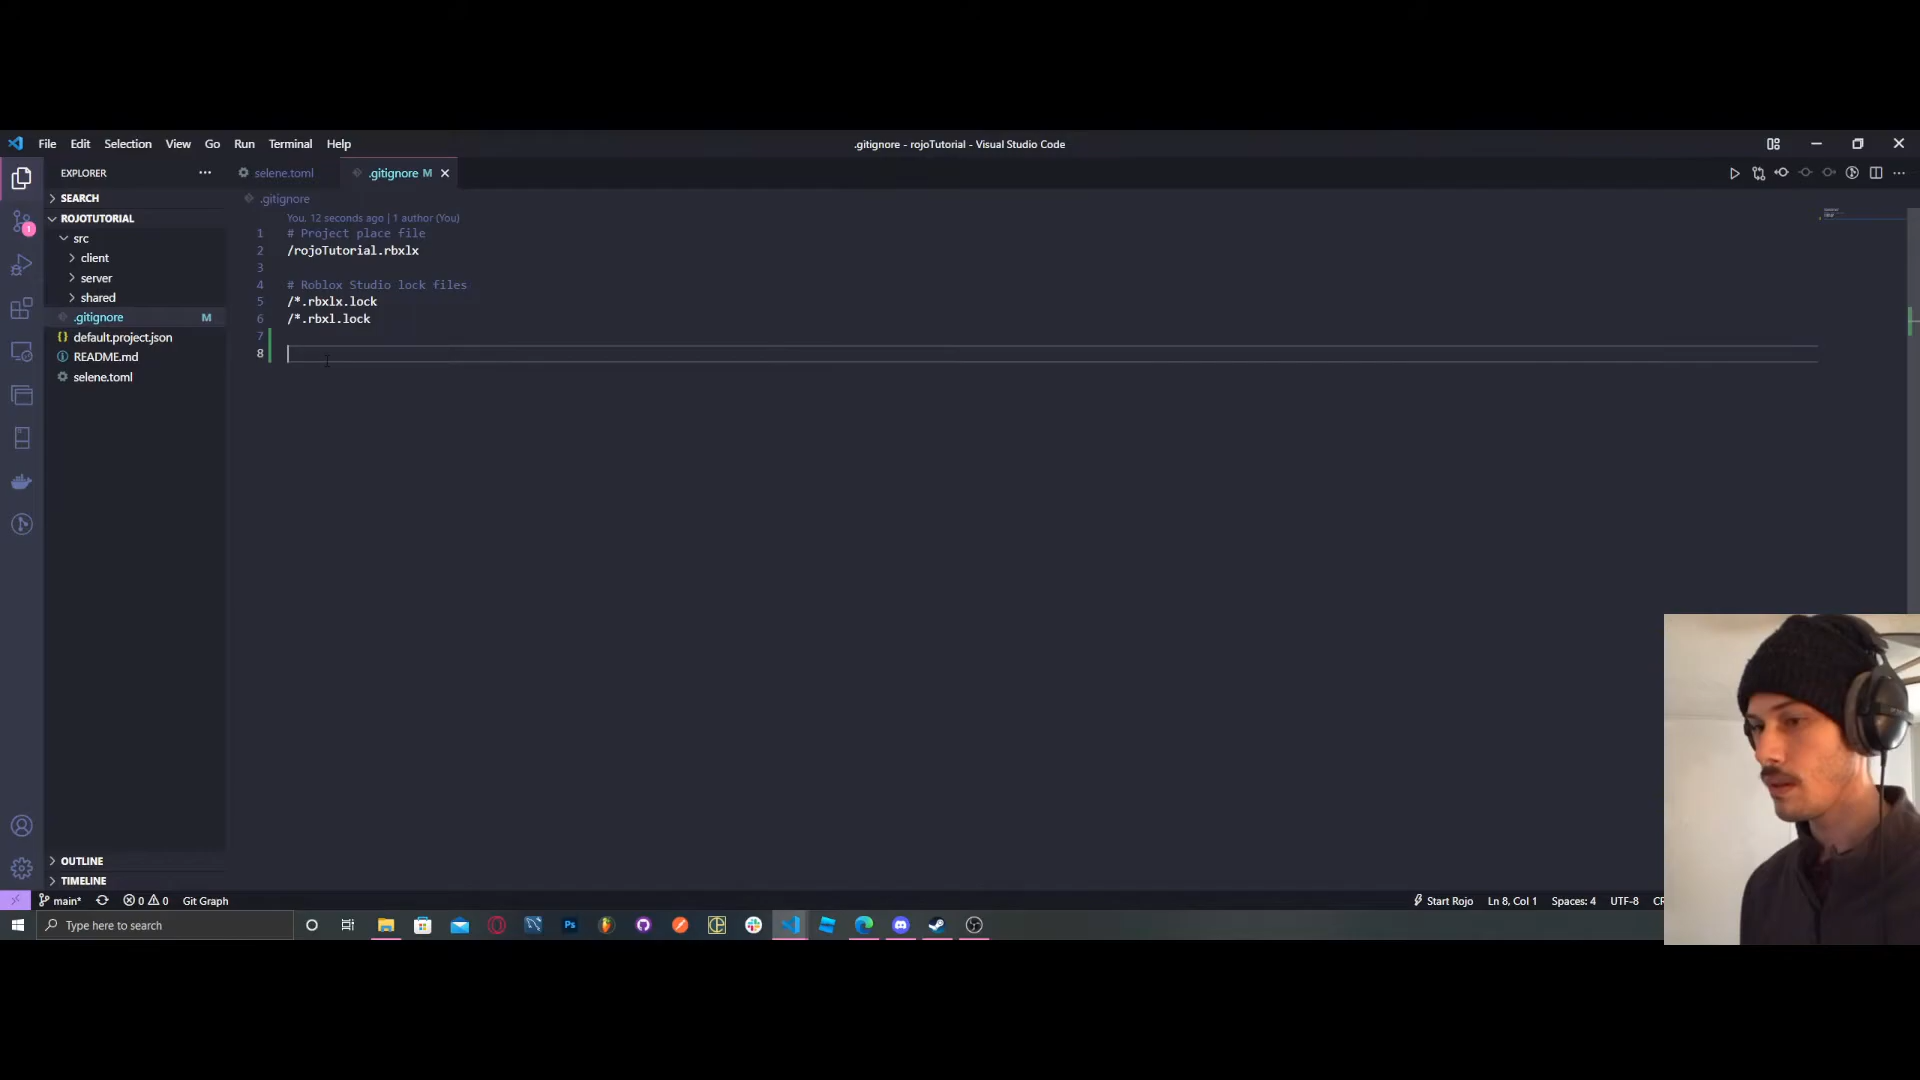 File Edit Selection View Go Run Terminal Help
.gitignore - rojoTutorial - Visual Studio Code
EXPLORER
selene.toml
.gitignore M
SEARCH
ROJOTUTORIAL
src
client
server
shared
.gitignore M
default.project.json
README.md
selene.toml
OUTLINE
TIMELINE
1
.gitignore
You, 12 seconds ago | 1 author (You)
1 # Project place file
2 /rojoTutorial.rbxlx
3
4 # Roblox Studio lock files
5 /*.rbxlx.lock
6 /*.rbxl.lock
7
8
main* 0 0 Git Graph
Start Rojo Ln 8, Col 1 Spaces: 4 UTF-8 CR
Type here to search
Ps